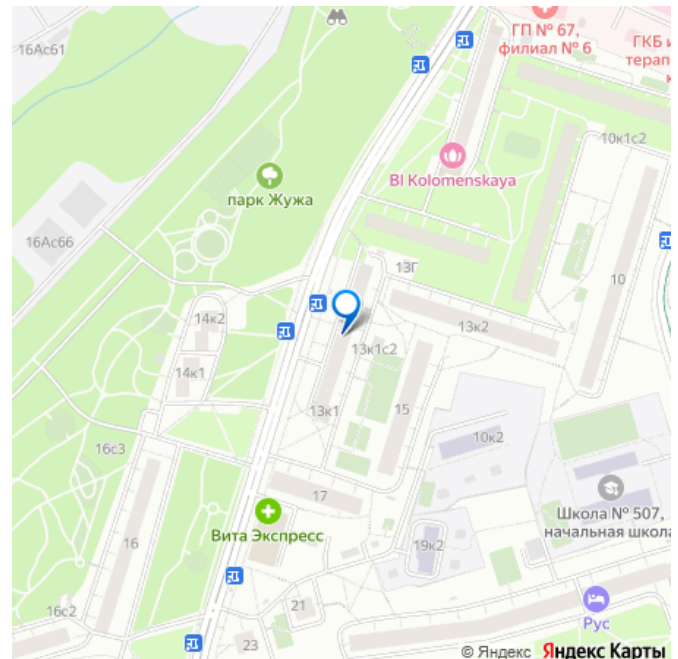 ГП № 67,
филиал № 6
ГКБ и
терап
к
16Ас61
10к1с2
BI Kolomenskaya
парк Жужа
16Ас66
13Г
10
14к2
13к2
13к1с2
14к1
13к1
15
10к2
16с3
17
Школа № 507,
начальная школа
Вита Экспресс
16
19к2
16с2
21
Рус
23
© Яндекс Яндекс Карты